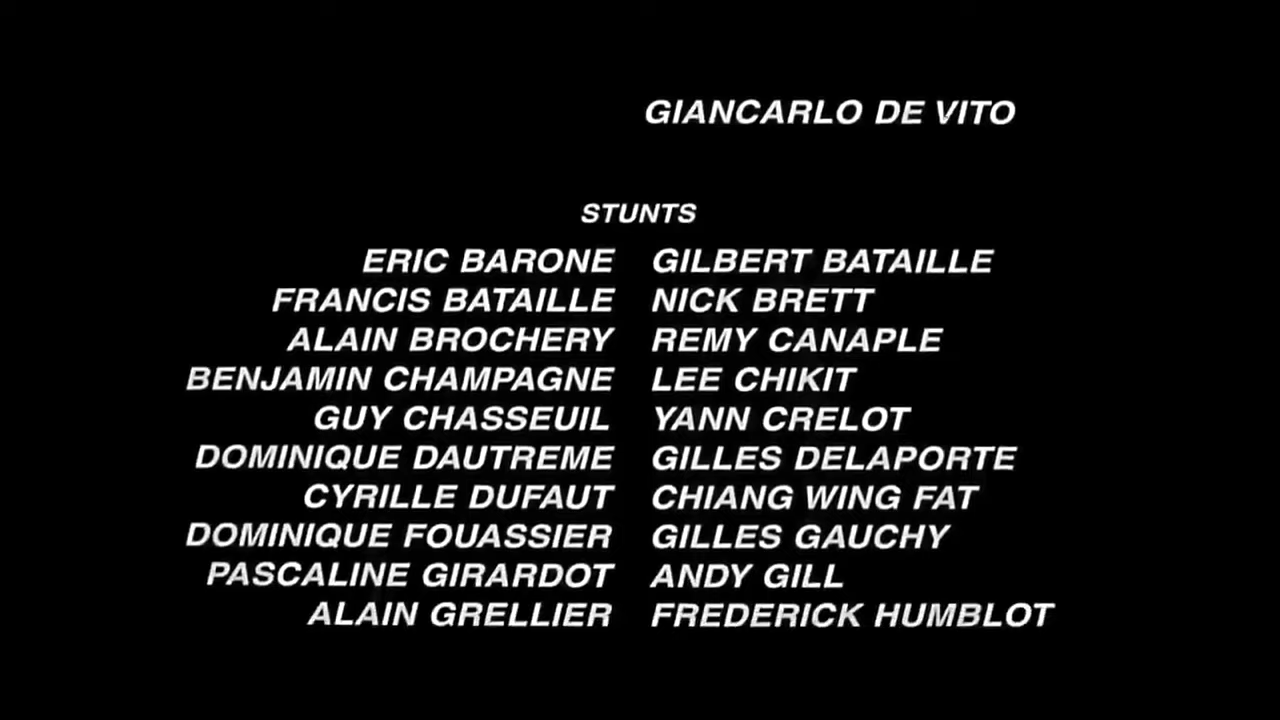 GIANCARLO DE VITO
STUNTS
ERIC BARONE GILBERT BATAILLE
FRANCIS BATAILLE NICK BRETT
ALAIN BROCHERY REMY CANAPLE
BENJAMIN CHAMPAGNE LEE CHIKIT
GUY CHASSEUIL YANN CRELOT
DOMINIQUE DAUTREME GILLES DELAPORTE
CYRILLE DUFAUT CHIANG WING FAT
DOMINIQUE FOUASSIER GILLES GAUCHY
PASCALINE GIRARDOT ANDY GILL
ALAIN GRELLIER FREDERICK HUMBLOT